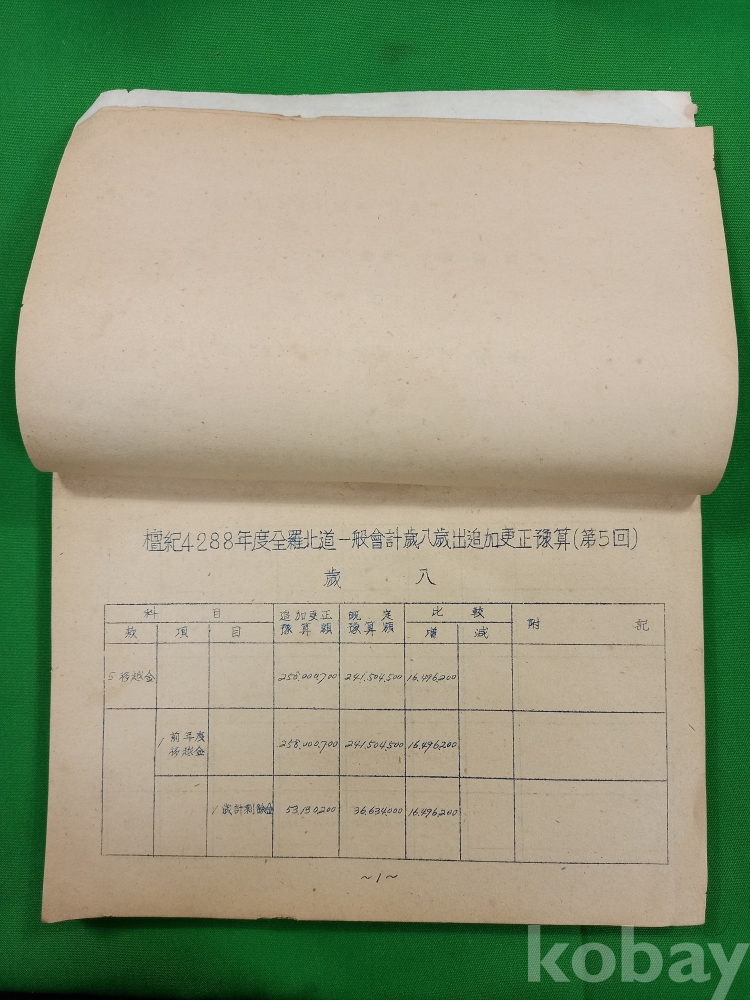 檀紀4288年度全羅北道一般會計歲入歲出追加更正豫算(第5回)
歲 入
科 目 追加更正豫算額 既定豫算額 比較 附記
款 項 目 增 減
5 移越金 258,000,700 241,504,500 16,496,200
1 前年度移越金 258,000,700 241,504,500 16,496,200
1 歲計剩餘金 53,130,200 36,634,000 16,496,200
~1~
kobay